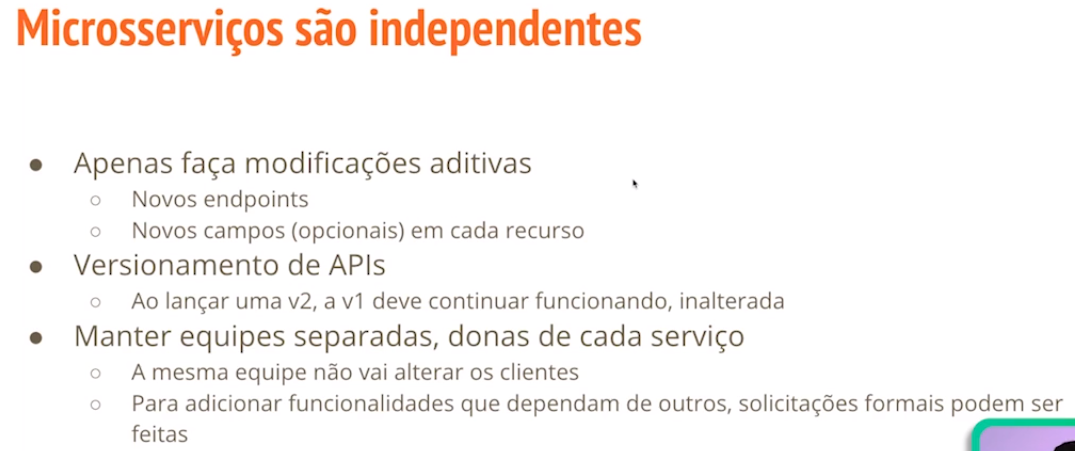 Microsserviços são independentes
● Apenas faça modificações aditivas
○ Novos endpoints
○ Novos campos (opcionais) em cada recurso
● Versionamento de APIs
○ Ao lançar uma v2, a v1 deve continuar funcionando, inalterada
● Manter equipes separadas, donas de cada serviço
○ A mesma equipe não vai alterar os clientes
○ Para adicionar funcionalidades que dependam de outros, solicitações formais podem ser
feitas